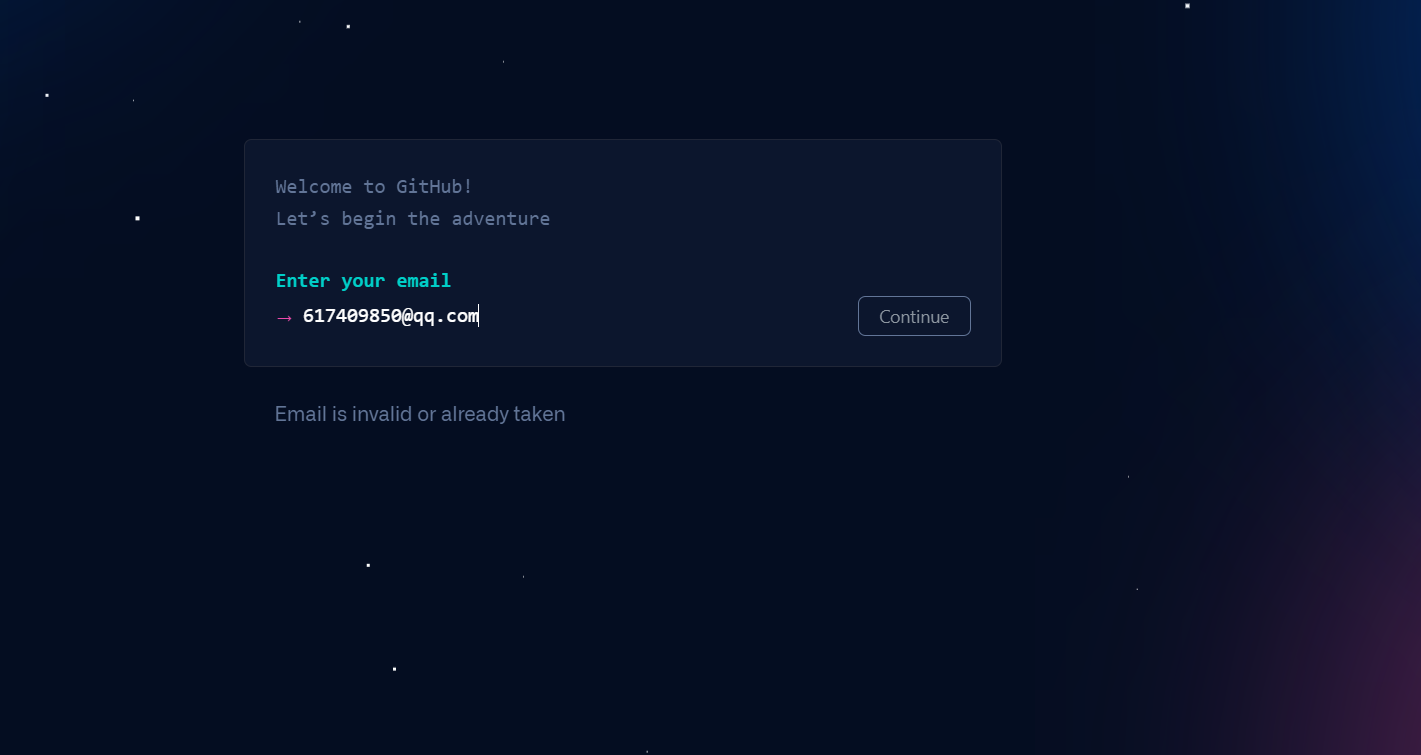 Welcome to GitHub!
Let’s begin the adventure
Enter your email
→ 617409850@qq.com
Continue
Email is invalid or already taken